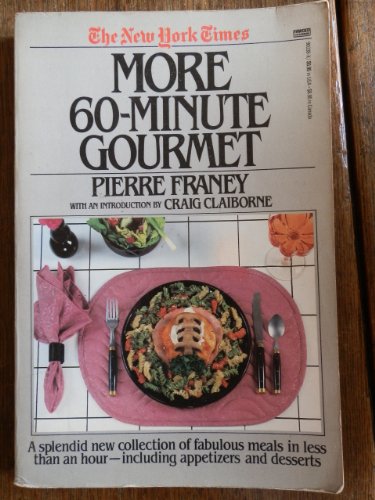 The New York Times
MORE
60-MINUTE
GOURMET
PIERRE FRANEY
WITH AN INTRODUCTION BY CRAIG CLAIBORNE
A splendid new collection of fabulous meals in less
than an hour—including appetizers and desserts